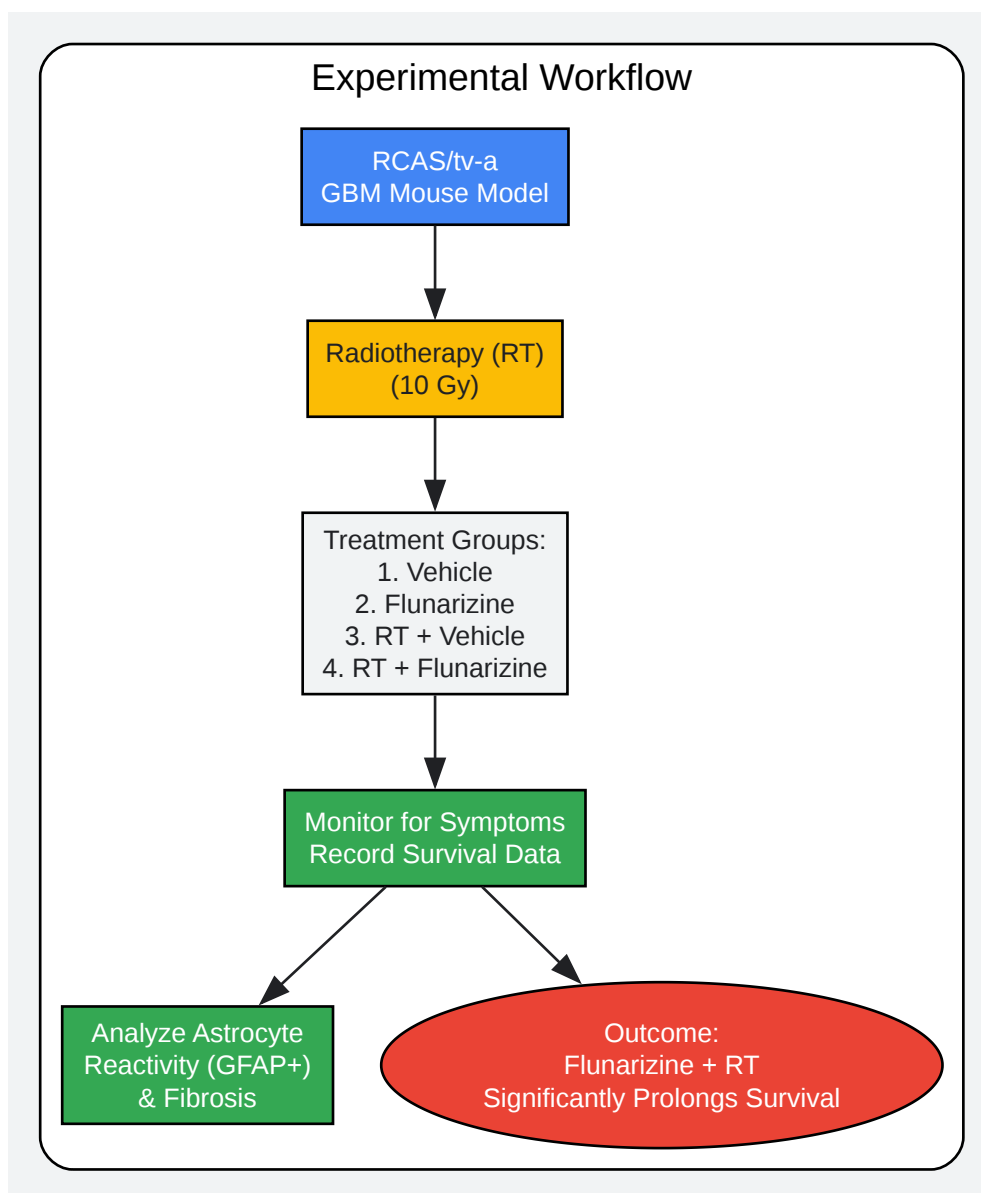 Experimental Workflow
RCAS/tv-a
GBM Mouse Model
Radiotherapy (RT)
(10 Gy)
Treatment Groups:
1. Vehicle
2. Flunarizine
3. RT + Vehicle
4. RT + Flunarizine
Monitor for Symptoms
Record Survival Data
Analyze Astrocyte
Reactivity (GFAP+)
& Fibrosis
Outcome:
Flunarizine + RT
Significantly Prolongs Survival